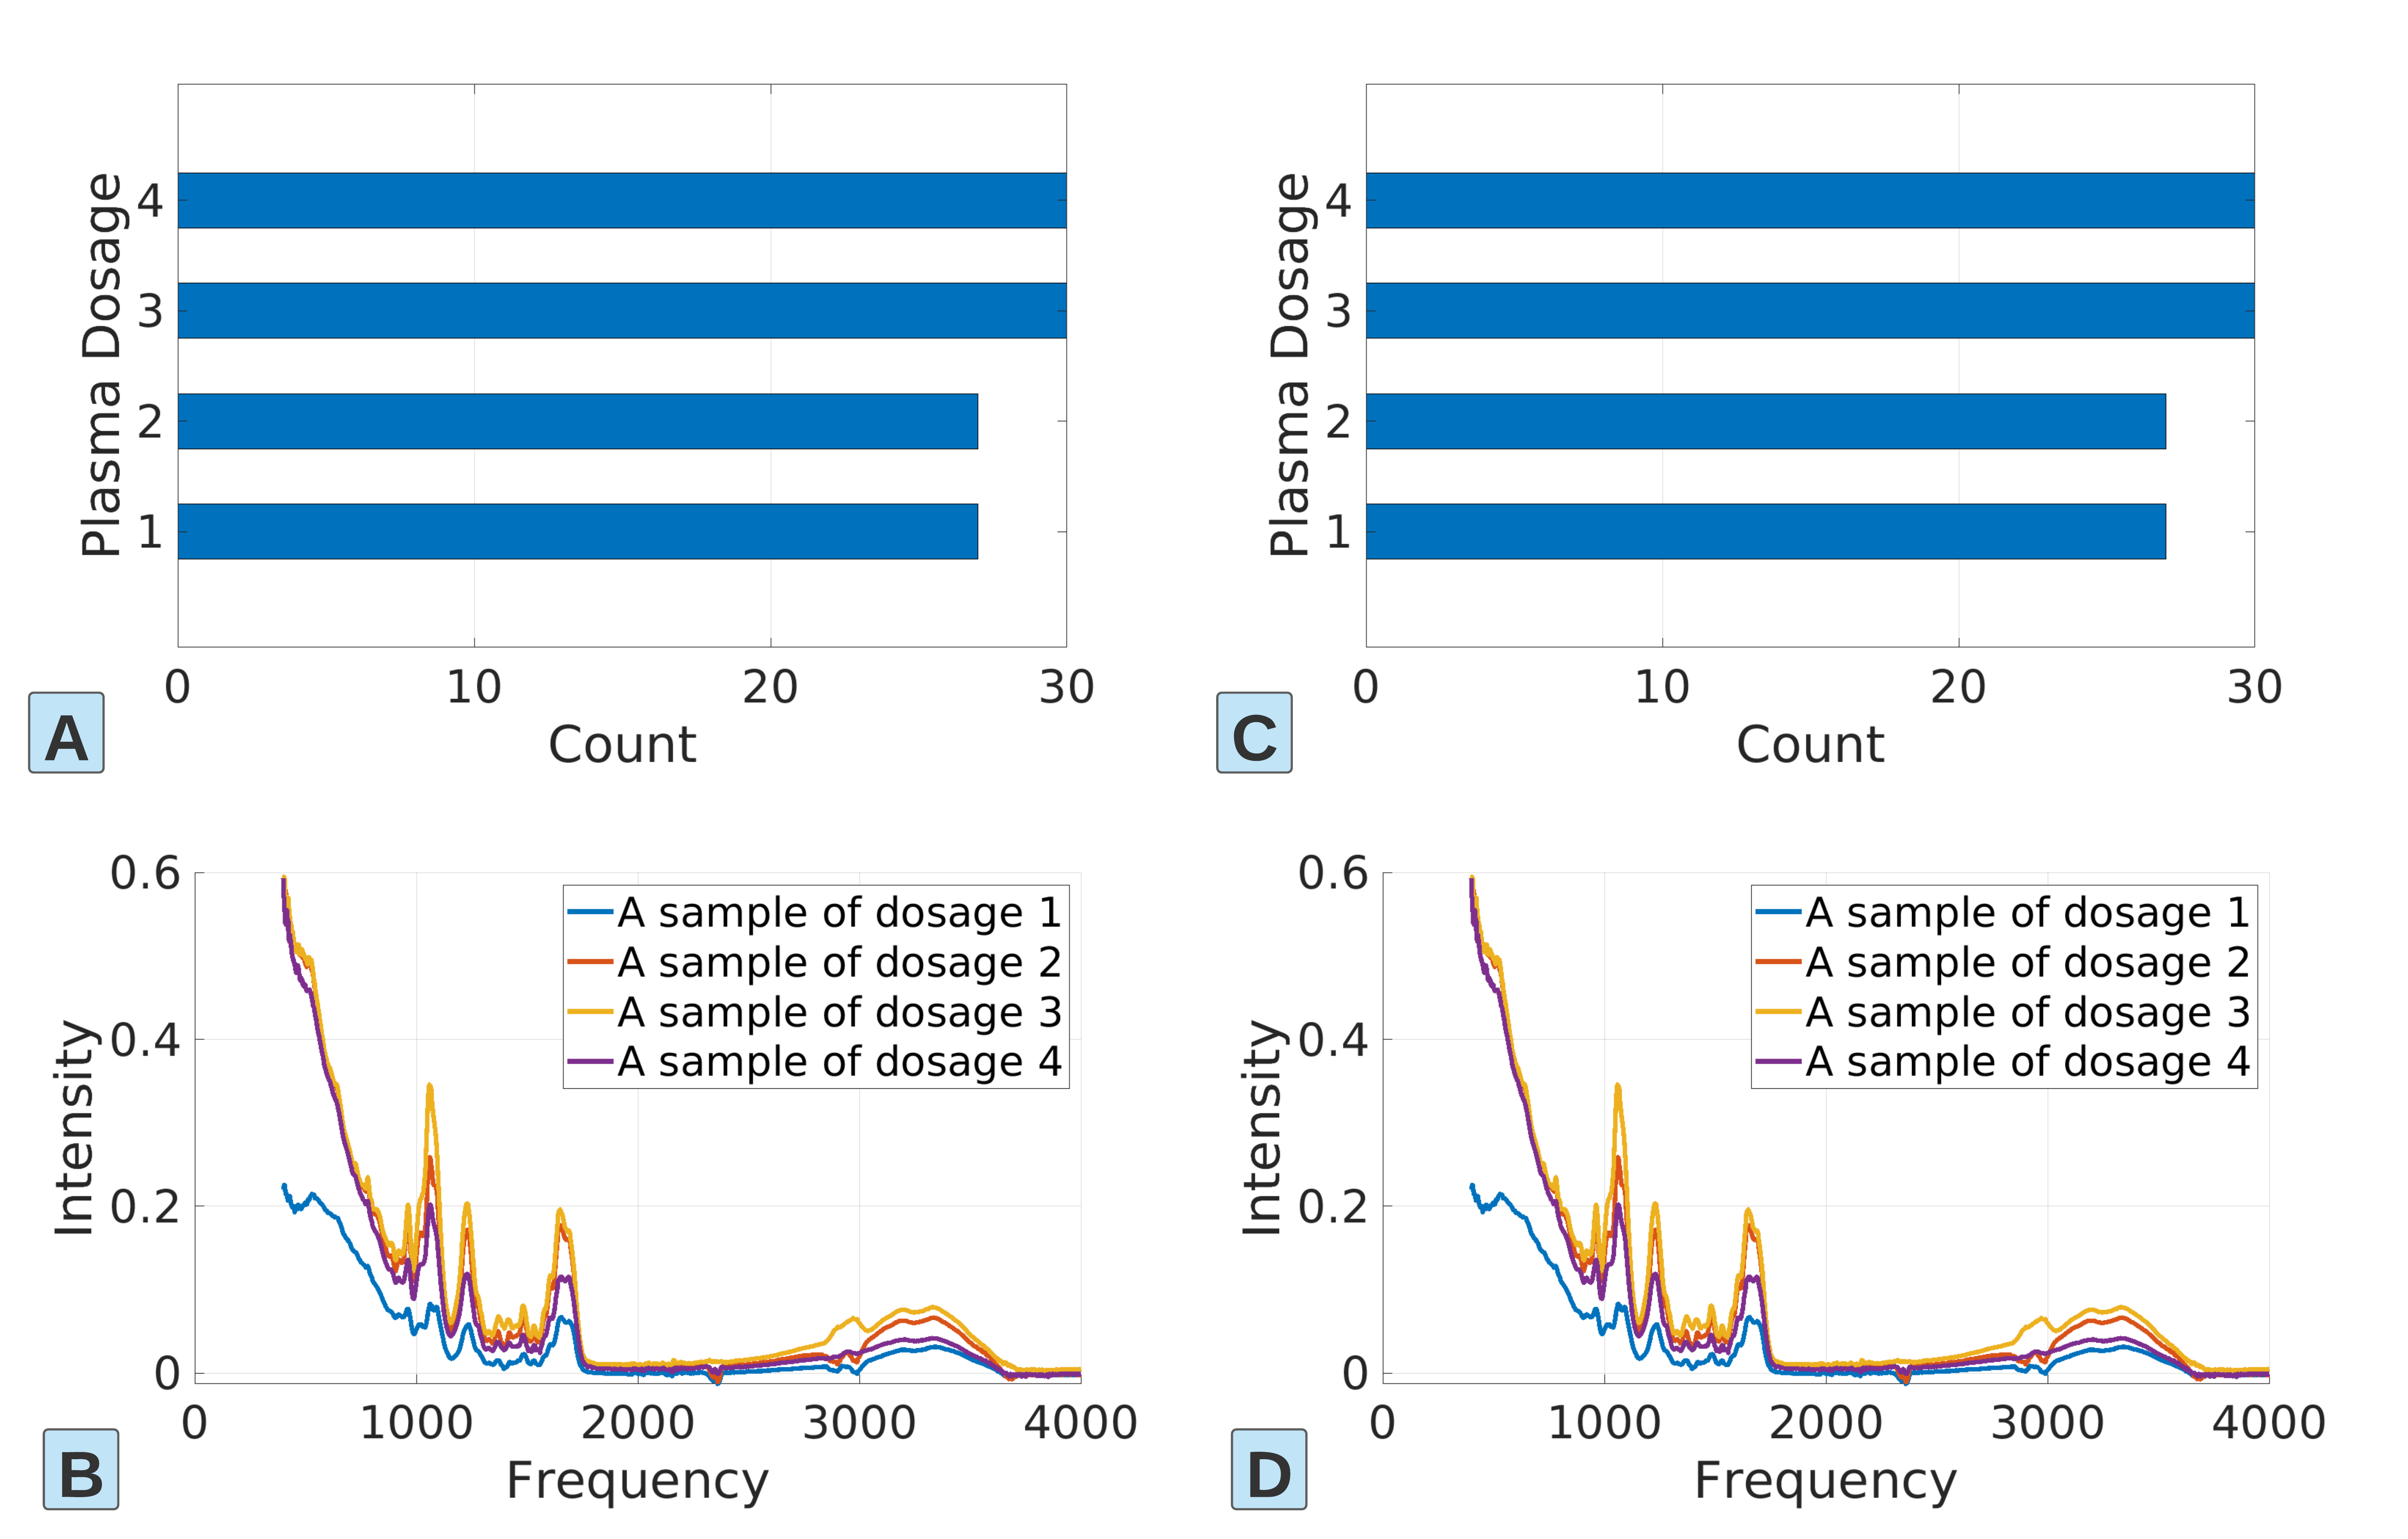 Plasma Dosage
4
3
2
1
0 10 20 30
Count
A
Plasma Dosage
4
3
2
1
0 10 20 30
Count
C
Intensity
0.6
0.4
0.2
0
A sample of dosage 1
A sample of dosage 2
A sample of dosage 3
A sample of dosage 4
0 1000 2000 3000 4000
Frequency
B
Intensity
0.6
0.4
0.2
0
A sample of dosage 1
A sample of dosage 2
A sample of dosage 3
A sample of dosage 4
0 1000 2000 3000 4000
Frequency
D